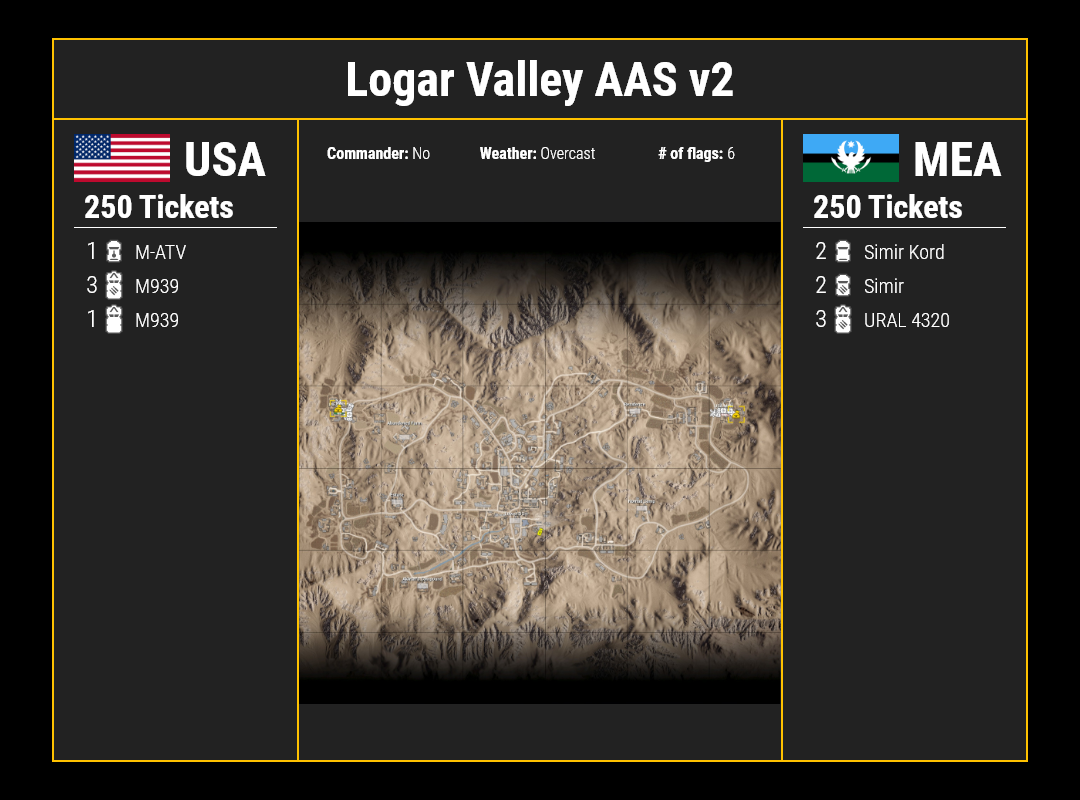 Logar Valley AAS v2
USA
250 Tickets
1 M-ATV
3 M939
1 M939
Commander: No Weather: Overcast # of flags: 6
MEA
250 Tickets
2 Simir Kord
2 Simir
3 URAL 4320